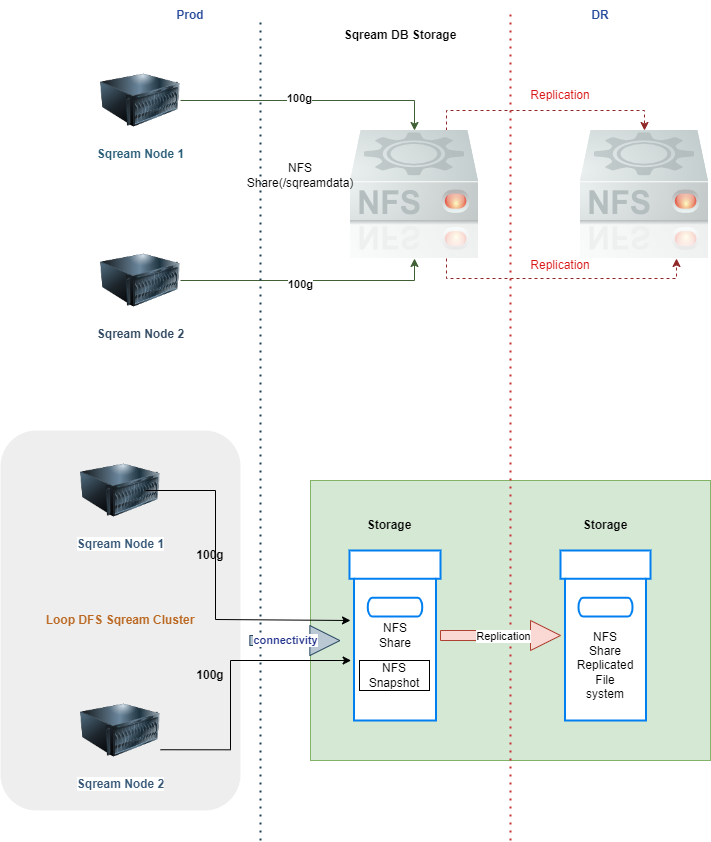 Prod
DR
Sqream DB Storage
100g
Replication
Sqream Node 1
NFS
Share(/sqreamdata)
NFS
NFS
100g
Replication
Sqream Node 2
Storage
Storage
Sqream Node 1
100g
Loop DFS Sqream Cluster
[connectivity
NFS
Share
Replication
NFS
Share
Replicated
File
system
NFS
Snapshot
100g
Sqream Node 2